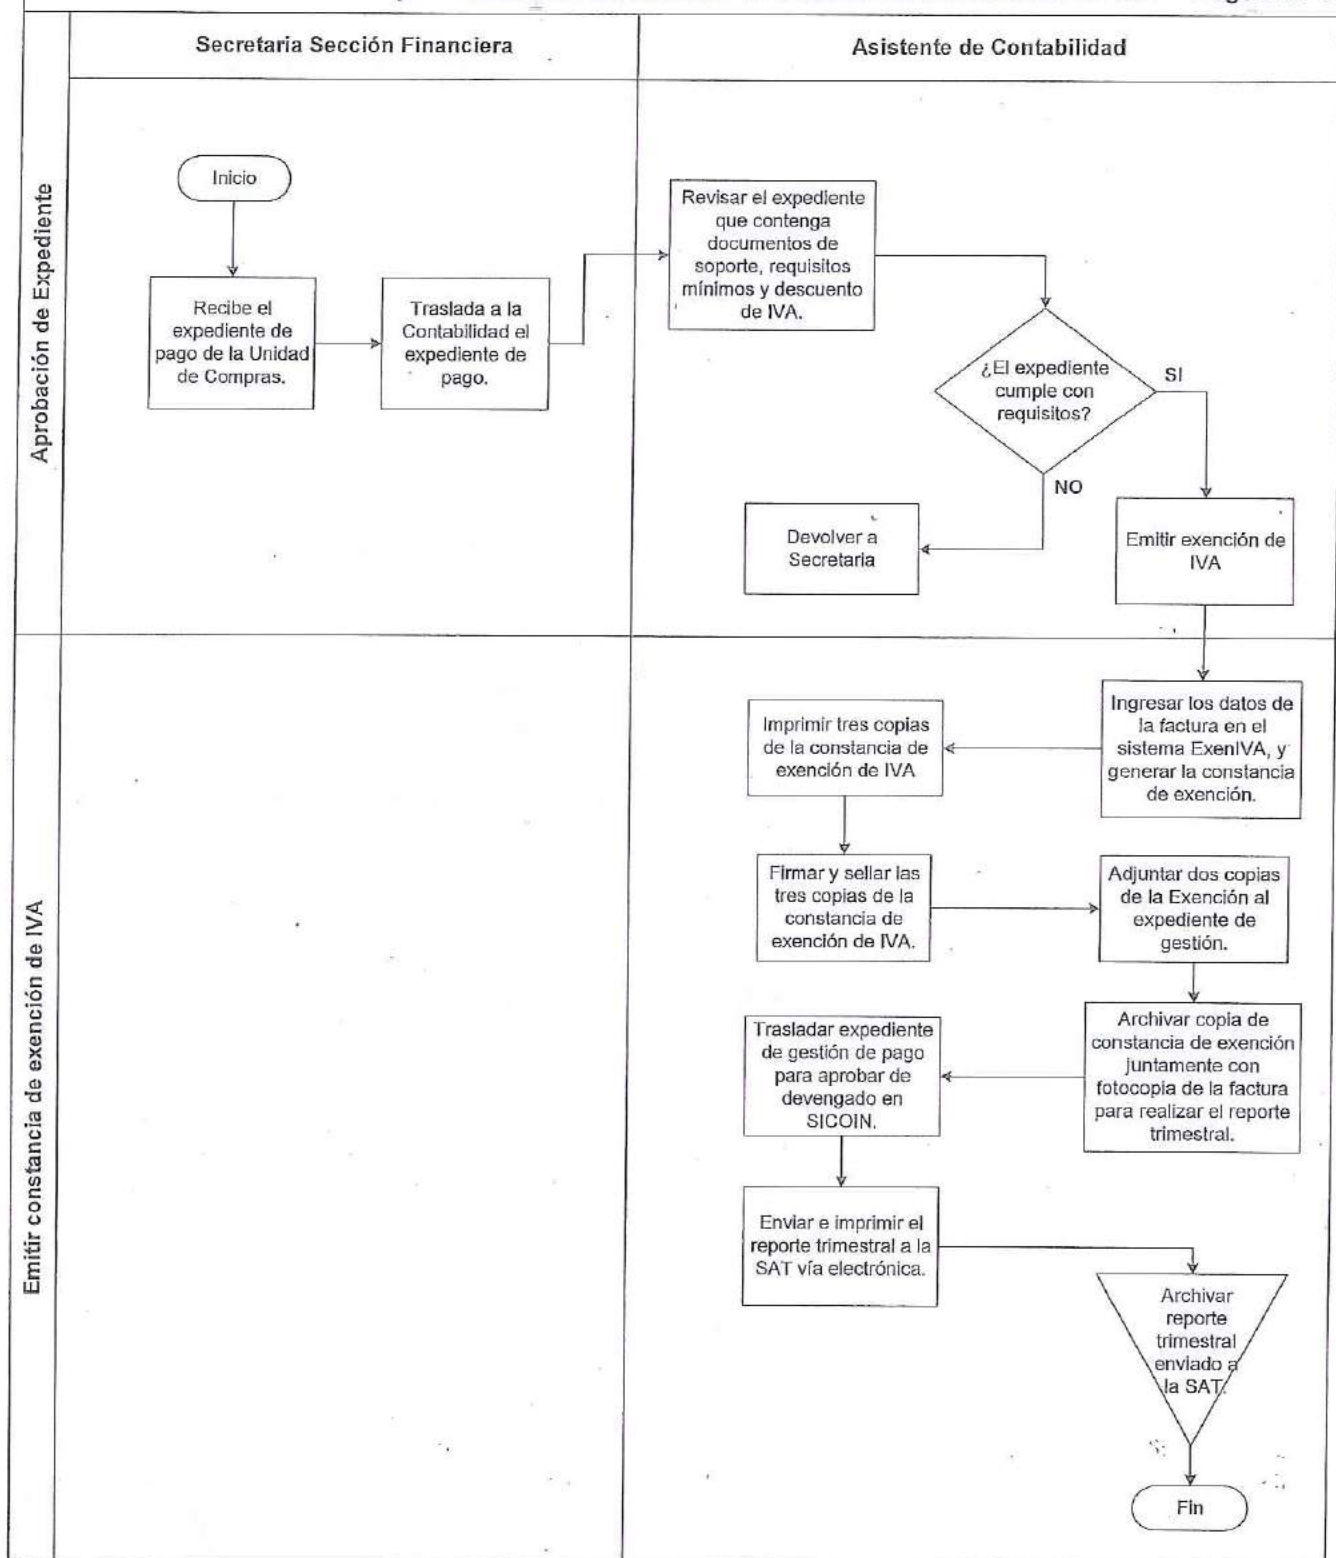 Secretaria Sección Financiera
Asistente de Contabilidad
Aprobación de Expediente
Inicio
Recibe el
expediente de
pago de la Unidad
de Compras.
Traslada a la
Contabilidad el
expediente de
pago.
Revisar el expediente
que contenga
documentos de
soporte, requisitos
mínimos y descuento
de IVA.
¿El expediente
cumple con
requisitos?
SI
NO
Devolver a
Secretaria
Emitir exención de
IVA
Emitir constancia de exención de IVA
Ingresar los datos de
la factura en el
sistema ExenIVA, y
generar la constancia
de exención.
Imprimir tres copias
de la constancia de
exención de IVA
Firmar y sellar las
tres copias de la
constancia de
exención de IVA.
Adjuntar dos copias
de la Exención al
expediente de
gestión.
Archivar copia de
constancia de exención
juntamente con
fotocopia de la factura
para realizar el reporte
trimestral.
Trasladar expediente
de gestión de pago
para aprobar de
devengado en
SICOIN.
Enviar e imprimir el
reporte trimestral a la
SAT vía electrónica.
Archivar
reporte
trimestral
enviado a
la SAT.
Fin